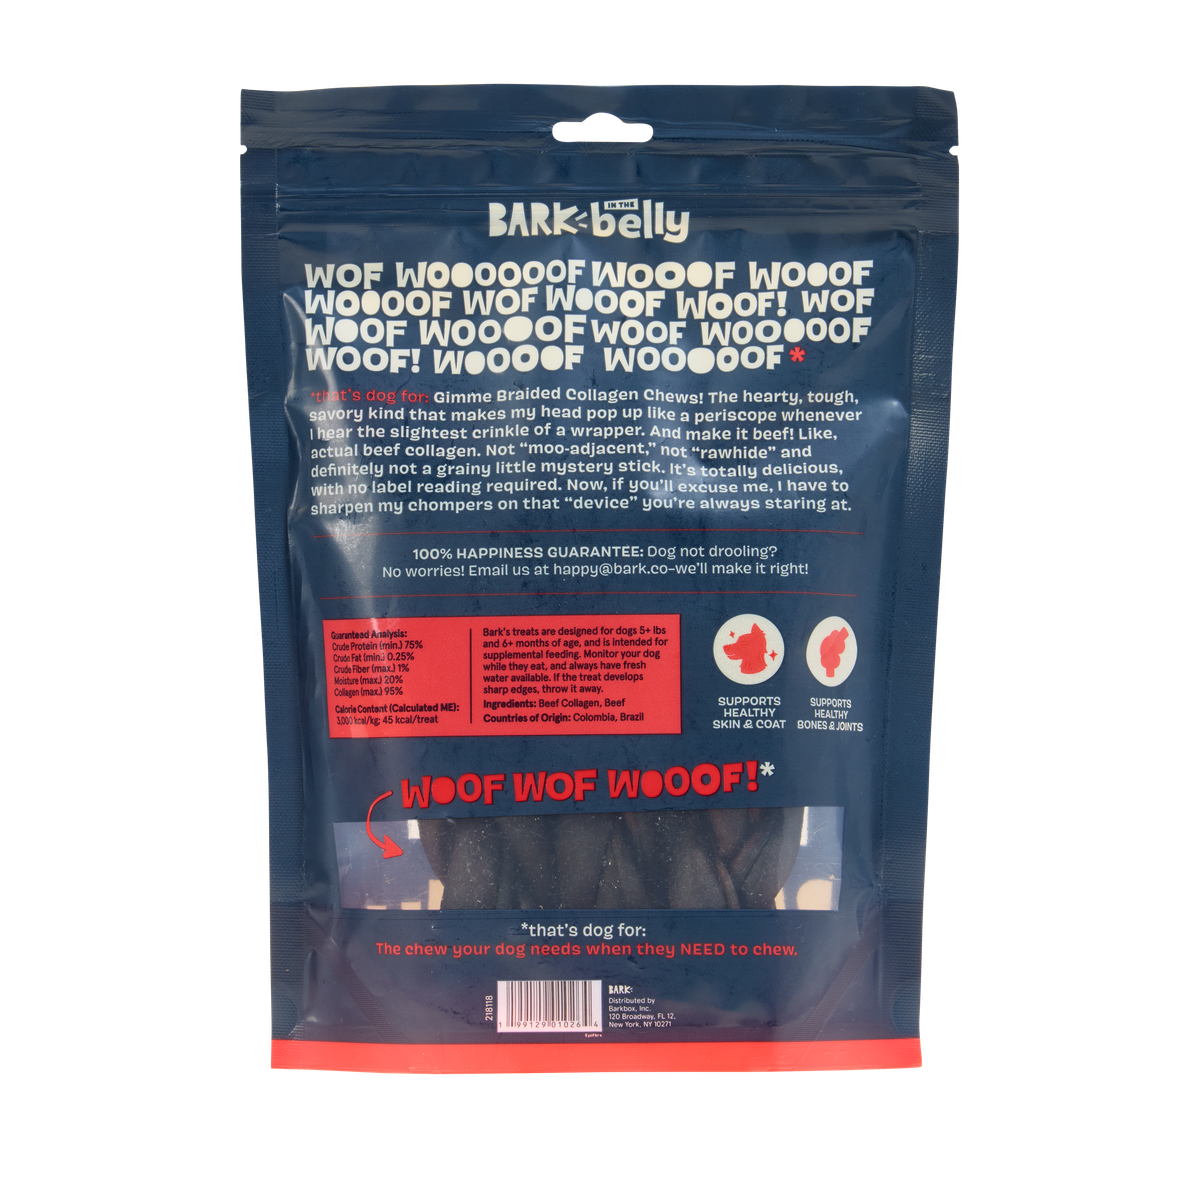 BARK IN THE belly
WOF WOOOOOOF WOOOF WOOOF
WOOOOF WOF WOOOF WOOF! WOF
WOOF WOOOOOF WOOF WOOOOOF
WOOF! WOOOOF WOOOOOF*
*that's dog for: Gimme Braided Collagen Chews! The hearty, tough,
savory kind that makes my head pop up like a periscope whenever
I hear the slightest crinkle of a wrapper. And make it beef! Like,
actual beef collagen. Not “moo-adjacent,” not “rawhide” and
definitely not a grainy little mystery stick. It's totally delicious,
with no label reading required. Now, if you'll excuse me, I have to
sharpen my chompers on that “device” you're always staring at.
100% HAPPINESS GUARANTEE: Dog not drooling?
No worries! Email us at happy@bark.co-we'll make it right!
Guaranteed Analysis:
Crude Protein (min.) 75%
Crude Fat (min.) 0.25%
Crude Fiber (max.) 1%
Moisture (max.) 20%
Collagen (max.) 95%
Calorie Content (Calculated ME):
3,000 kcal/kg; 45 kcal/treat
Bark's treats are designed for dogs 5+ lbs
and 6+ months of age, and is intended for
supplemental feeding. Monitor your dog
while they eat, and always have fresh
water available. If the treat develops
sharp edges, throw it away.
Ingredients: Beef Collagen, Beef
Countries of Origin: Colombia, Brazil
SUPPORTS
HEALTHY
SKIN & COAT
SUPPORTS
HEALTHY
BONES & JOINTS
WOOF WOF WOOOF!*
*that's dog for:
The chew your dog needs when they NEED to chew.
218118
1 99129 01026 4
BARK
Distributed by
Barkbox, Inc.
120 Broadway, FL 12,
New York, NY 10271